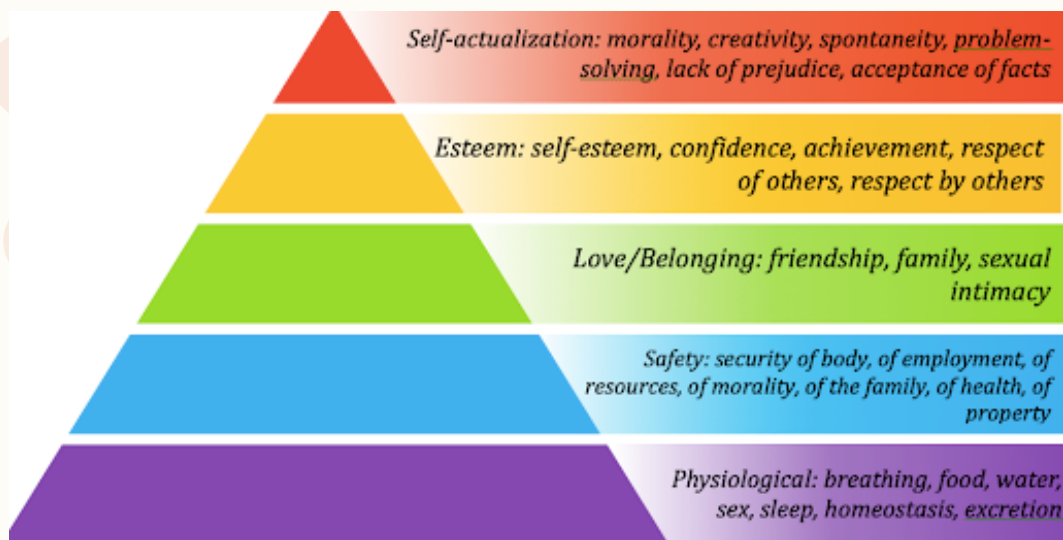 Self-actualization: morality, creativity, spontaneity, problem-
solving, lack of prejudice, acceptance of facts
Esteem: self-esteem, confidence, achievement, respect
of others, respect by others
Love/Belonging: friendship, family, sexual
intimacy
Safety: security of body, of employment, of
resources, of morality, of the family, of health, of
property
Physiological: breathing, food, water,
sex, sleep, homeostasis, excretion